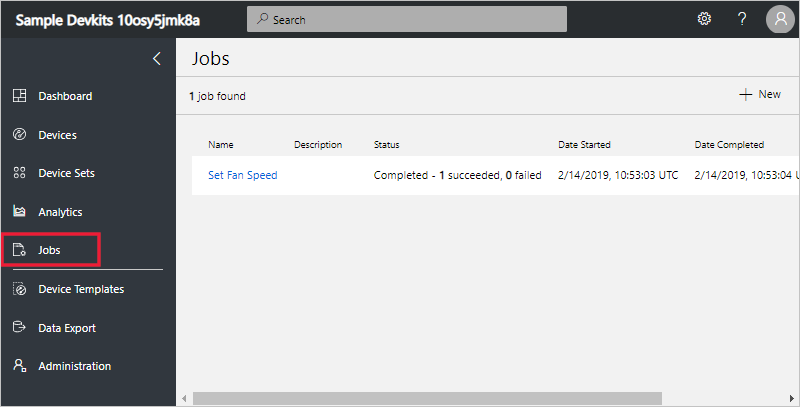 Sample Devkits 10osy5jmk8a
Search
?
Jobs
Dashboard
Devices
Device Sets
Analytics
Jobs
Device Templates
Data Export
Administration
1 job found
New
Name Description Status Date Started Date Completed
Set Fan Speed Completed - 1 succeeded, 0 failed 2/14/2019, 10:53:03 UTC 2/14/2019, 10:53:04 U